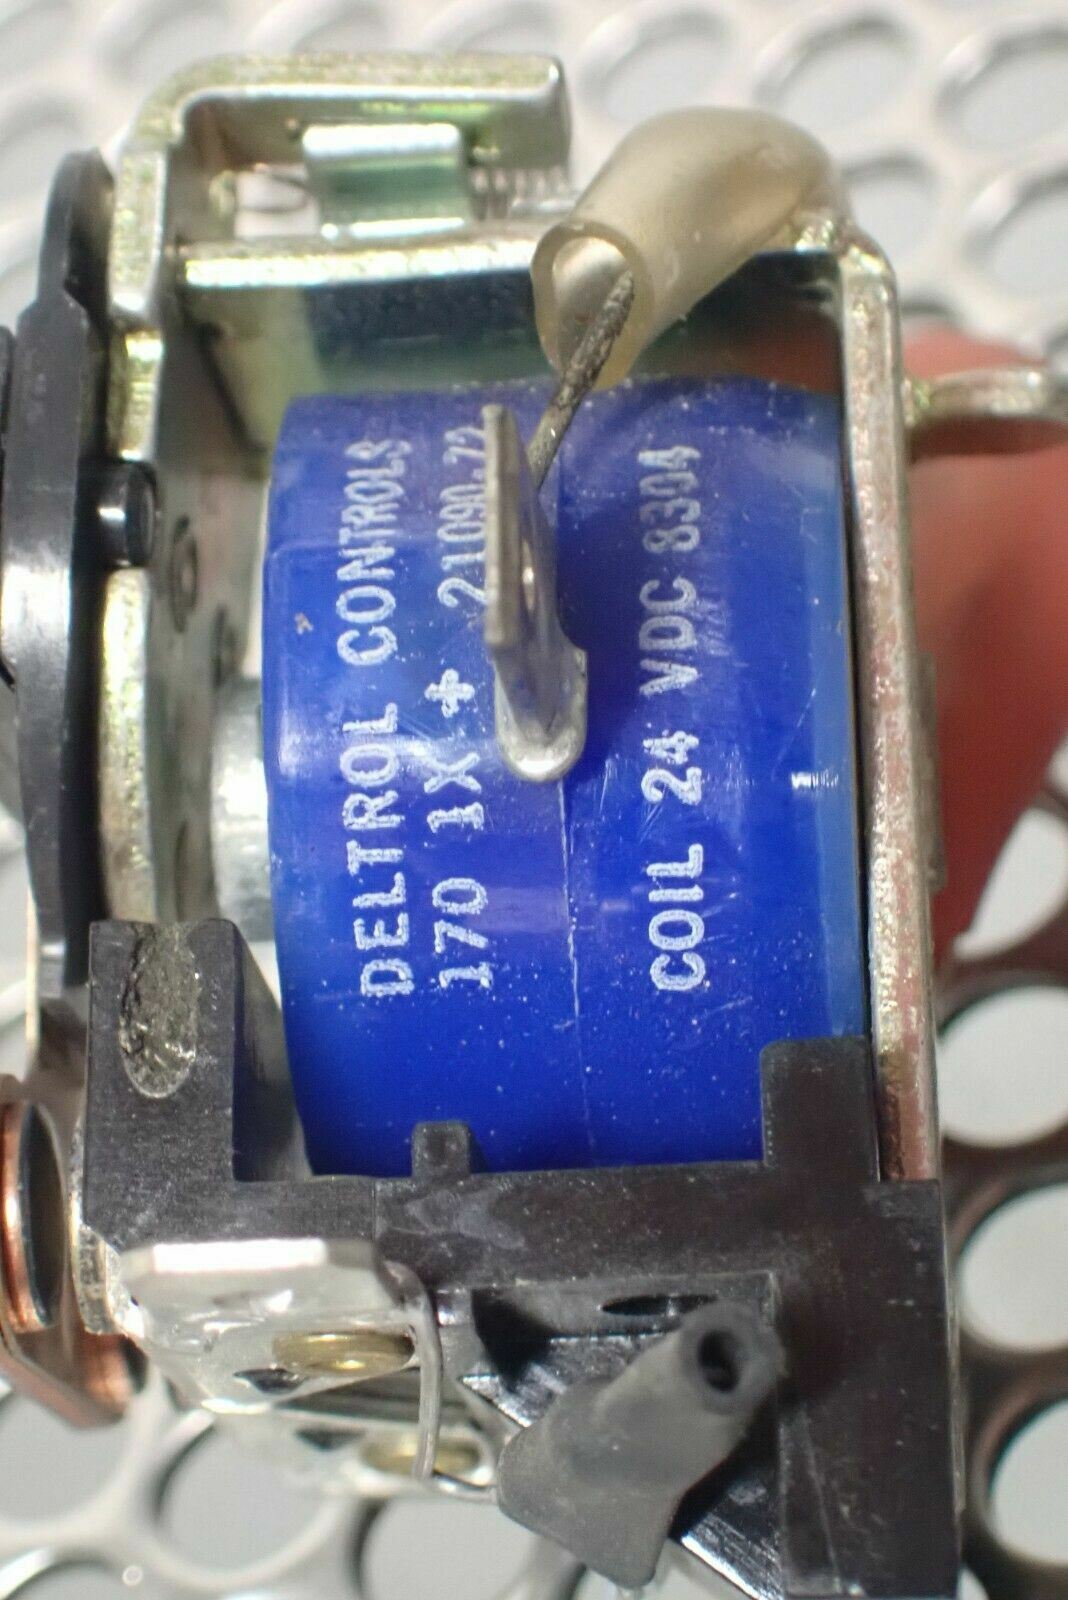 DELTROL CONTROLS
170 1X + 21090-72
COIL 24 VDC 8304